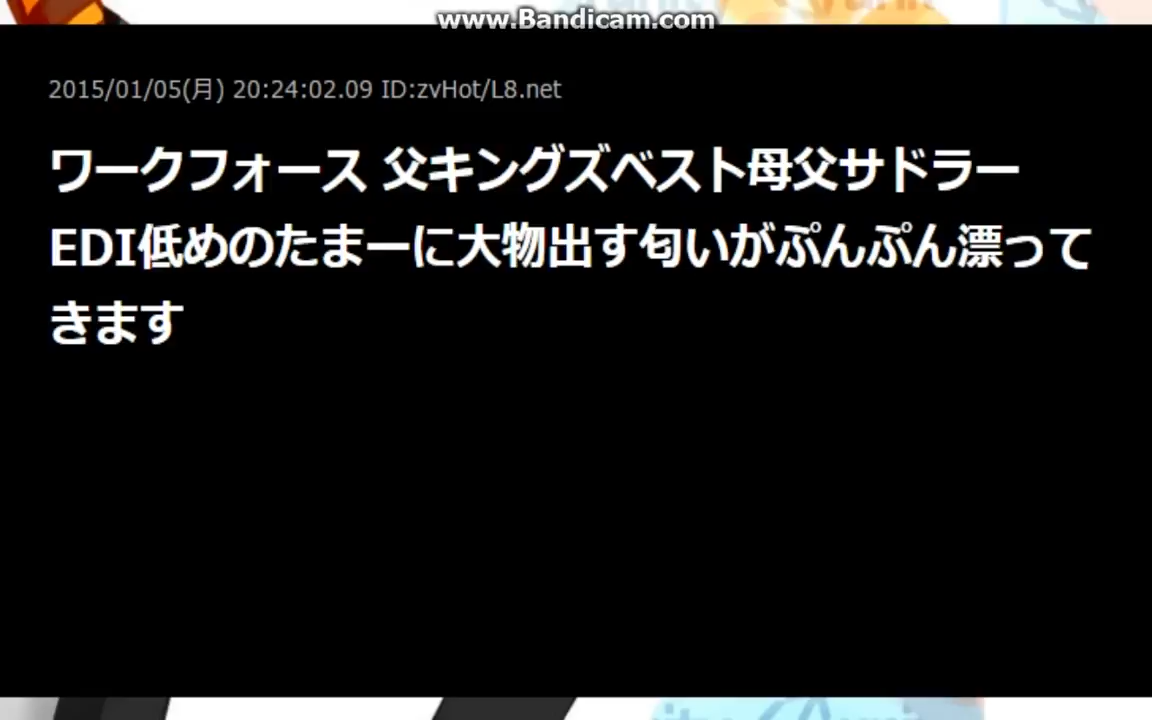 www.Bandicam.com
2015/01/05(月) 20:24:02.09 ID:zvHot/L8.net
ワークフォース 父キングズベスト母父サドラー
EDI低めのたまーに大物出す匂いがぷんぷん漂って
きます